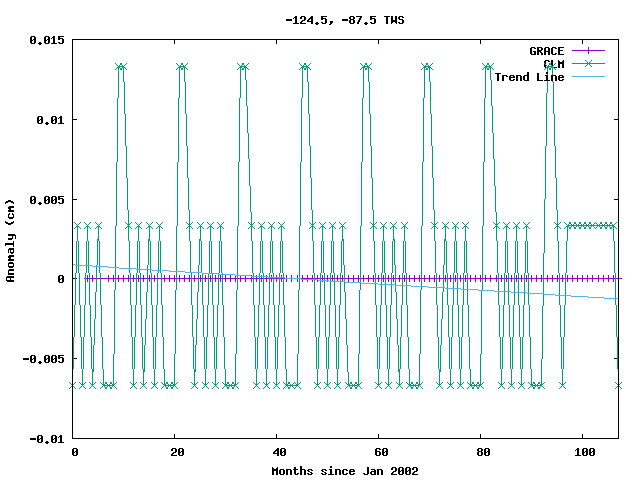 -124.5, -87.5 TWS
0.015
0.01
0.005
0
-0.005
-0.01
Anomaly (cm)
GRACE
CLM
Trend Line
0 20 40 60 80 100
Months since Jan 2002